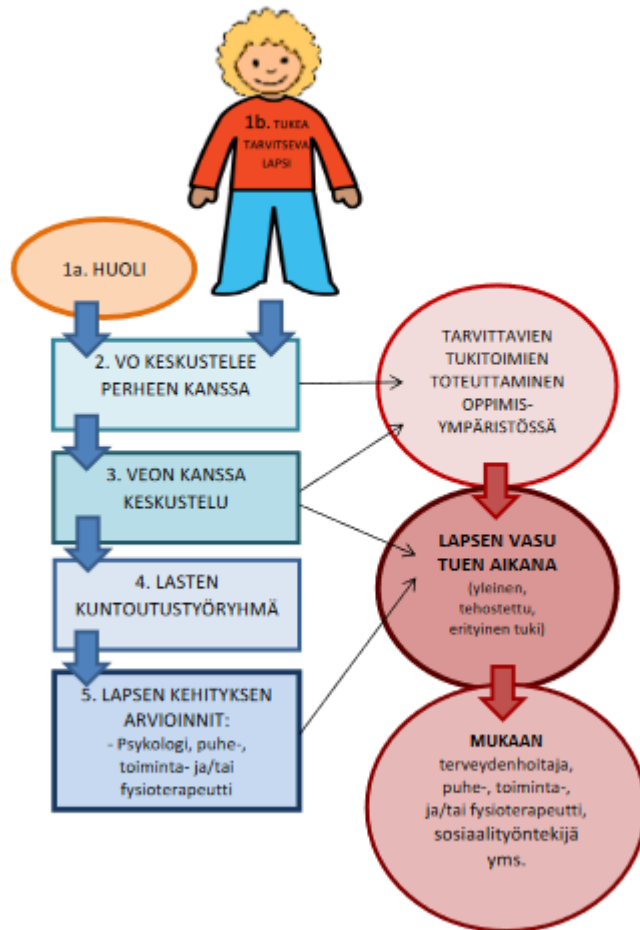 1b. TUKEA
TARVITSEVA
LAPSI
1a. HUOLI
2. VO KESKUSTELEE
PERHEEN KANSSA
3. VEON KANSSA
KESKUSTELU
4. LASTEN
KUNTOUTUSTYÖRYHMÄ
5. LAPSEN KEHITYKSEN
ARVIOINNIT:
- Psykologi, puhe-,
toiminta- ja/tai
fysioterapeutti
TARVITTAVIEN
TUKITOIMIEN
TOTEUTTAMINEN
OPPIMIS-
YMPÄRISTÖSSÄ
LAPSEN VASU
TUEN AIKANA
(yleinen,
tehostettu,
erityinen tuki)
MUKAAN
terveydenhoitaja,
puhe-, toiminta-,
ja/tai fysioterapeutti,
sosiaalityöntekijä
yms.